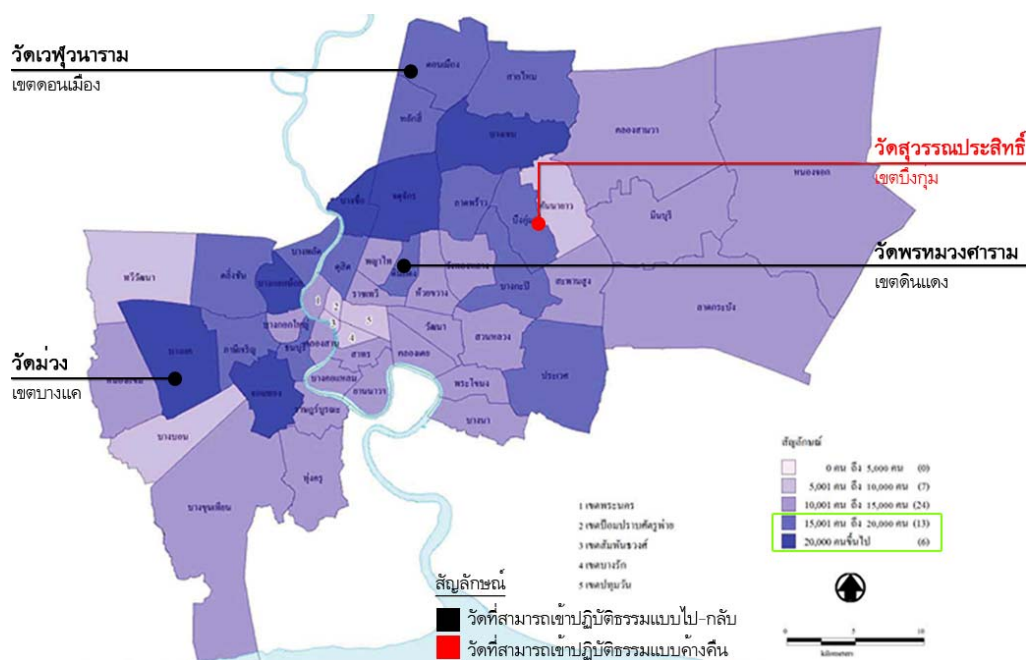 วัดเวฬุวนาราม
เขตดอนเมือง
ดอนเมือง
สายไหม
หลักสี่
บางเขน
คลองสามวา
หนองจอก
วัดสุวรรณประสิทธิ์
เขตบึงกุ่ม
บางซื่อ
จตุจักร
ลาดพร้าว
บึงกุ่ม
คันนายาว
มีนบุรี
วัดพรหมวงศาราม
เขตดินแดง
ทวีวัฒนา
ตลิ่งชัน
บางพลัด
ดุสิต
พญาไท
ดินแดง
วังทองหลาง
บางกะปิ
สะพานสูง
ลาดกระบัง
บางกอกน้อย
ราชเทวี
ห้วยขวาง
บางกอกใหญ่
1
2
3
4
5
วัฒนา
สวนหลวง
วัดม่วง
เขตบางแค
บางแค
หนองแขม
ภาษีเจริญ
ธนบุรี
คลองสาน
สาทร
คลองเตย
ประเวศ
จอมทอง
บางคอแหลม
ยานนาวา
พระโขนง
บางนา
ราษฎร์บูรณะ
บางบอน
ทุ่งครุ
บางขุนเทียน
สัญลักษณ์
0 คน ถึง 5,000 คน (0)
5,001 คน ถึง 10,000 คน (7)
10,001 คน ถึง 15,000 คน (24)
15,001 คน ถึง 20,000 คน (13)
20,000 คนขึ้นไป (6)
1 เขตพระนคร
2 เขตป้อมปราบศัตรูพ่าย
3 เขตสัมพันธวงศ์
4 เขตบางรัก
5 เขตปทุมวัน
สัญลักษณ์
วัดที่สามารถเข้าปฏิบัติธรรมแบบไป-กลับ
วัดที่สามารถเข้าปฏิบัติธรรมแบบค้างคืน
0 5 10
kilometers